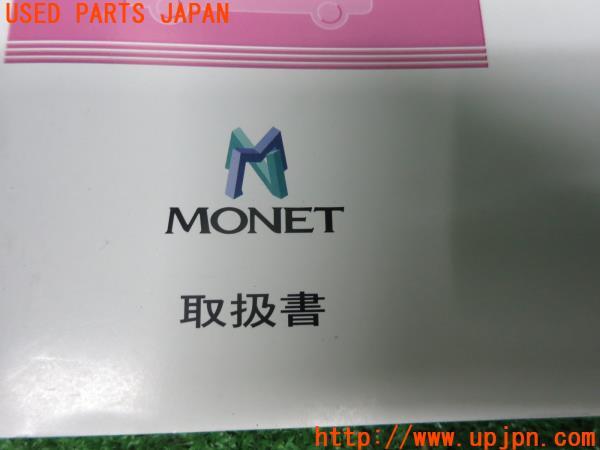 USED PARTS JAPAN
MONET
取扱書
http://www.upjpn.com